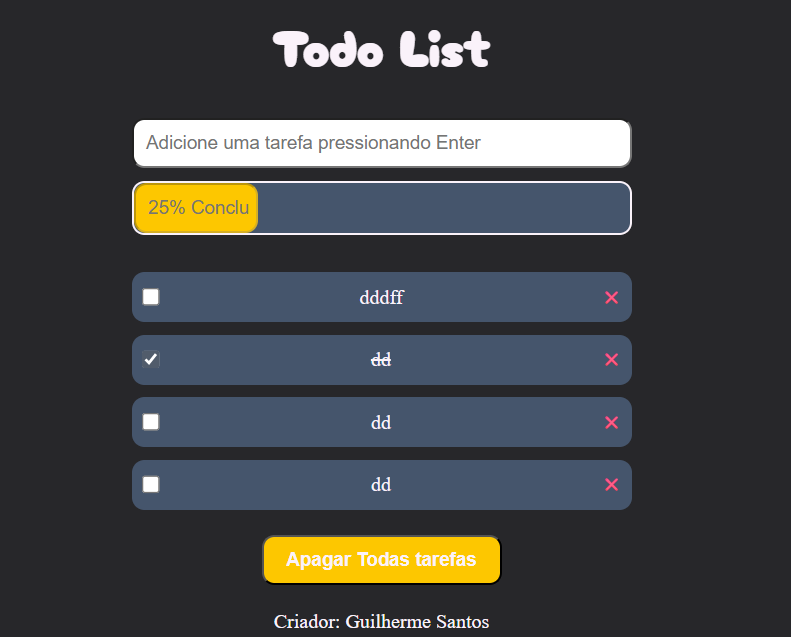 Todo List
Adicione uma tarefa pressionando Enter
25% Conclu
dddff
dd
dd
dd
Apagar Todas tarefas
Criador: Guilherme Santos